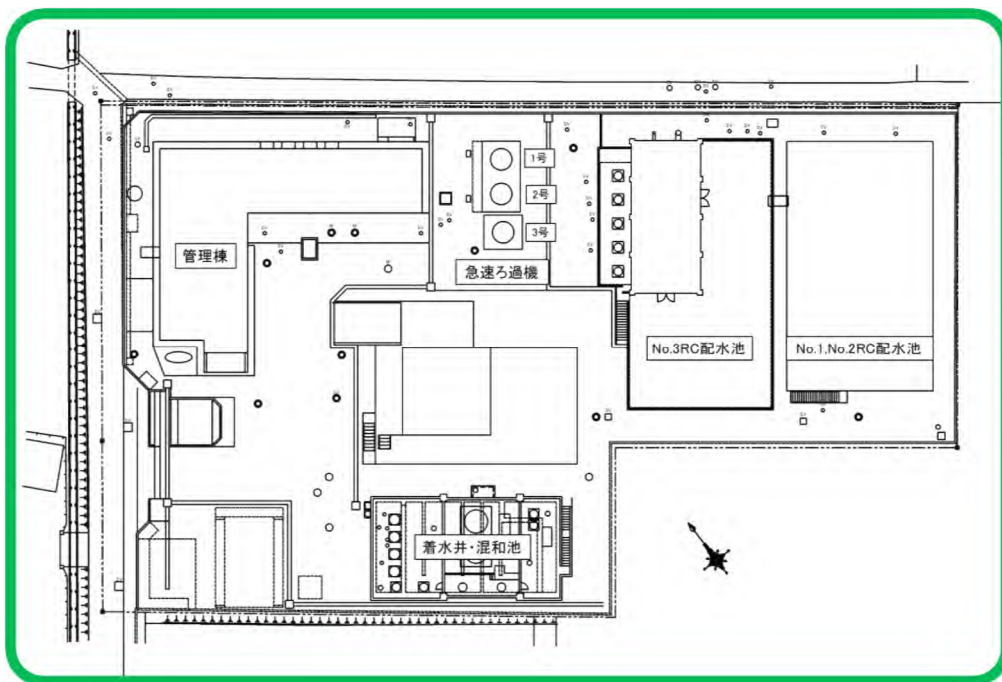 1号
2号
3号
管理棟
急速ろ過機
No.3RC配水池
No.1,No.2RC配水池
着水井・混和池